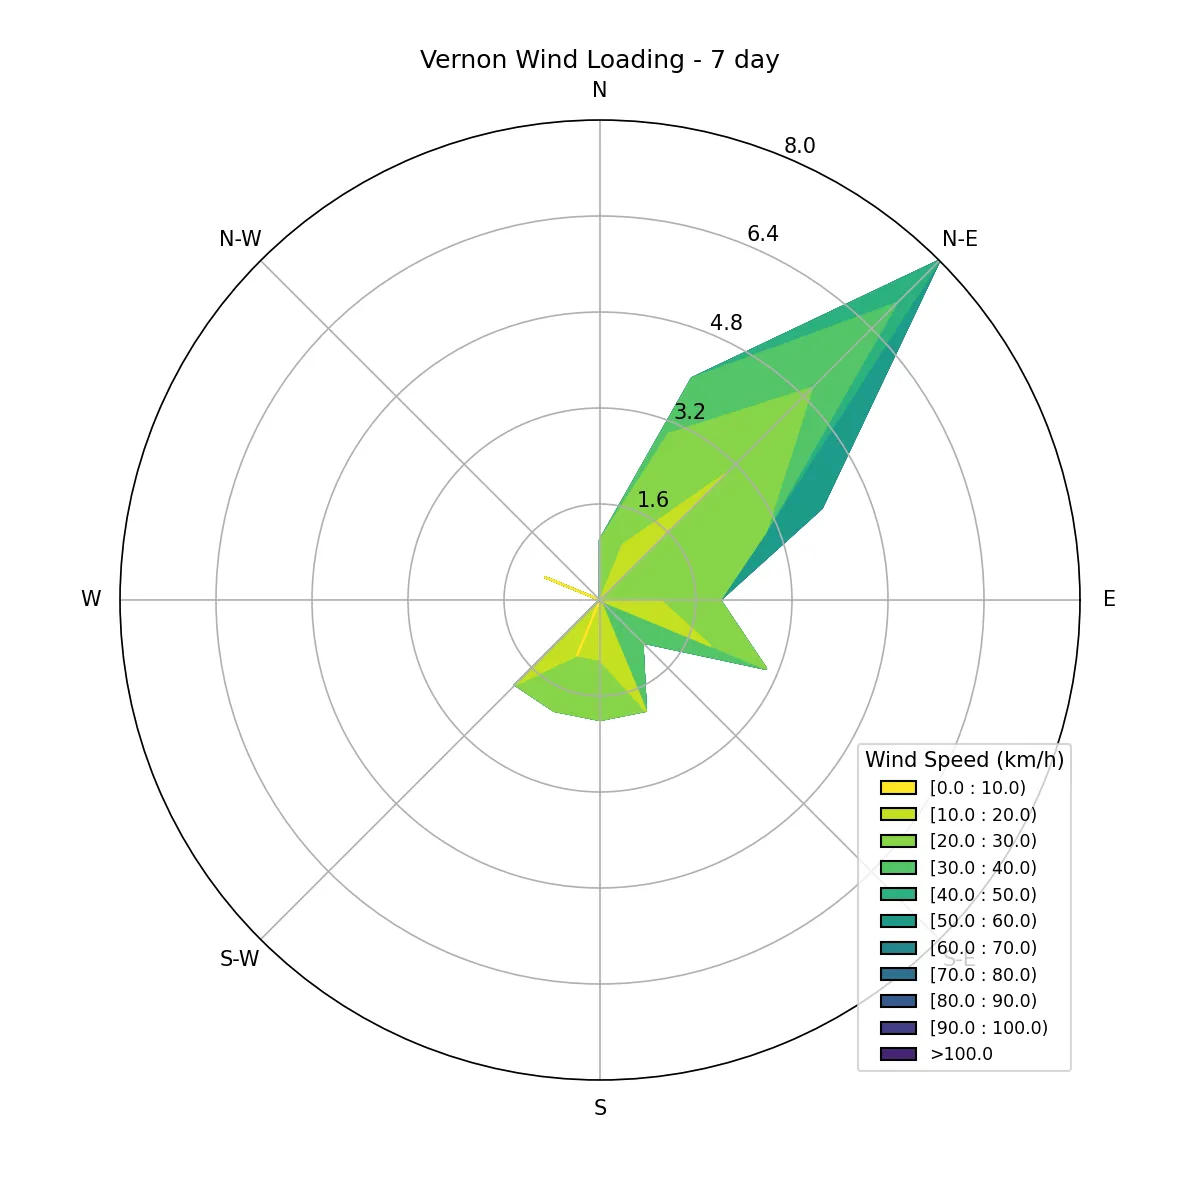 Vernon Wind Loading - 7 day
N
8.0
6.4
N-W
N-E
4.8
3.2
1.6
W
E
Wind Speed (km/h)
[0.0 : 10.0)
[10.0 : 20.0)
[20.0 : 30.0)
[30.0 : 40.0)
[40.0 : 50.0)
[50.0 : 60.0)
[60.0 : 70.0)
[70.0 : 80.0)
[80.0 : 90.0)
[90.0 : 100.0)
>100.0
S-W
S-E
S